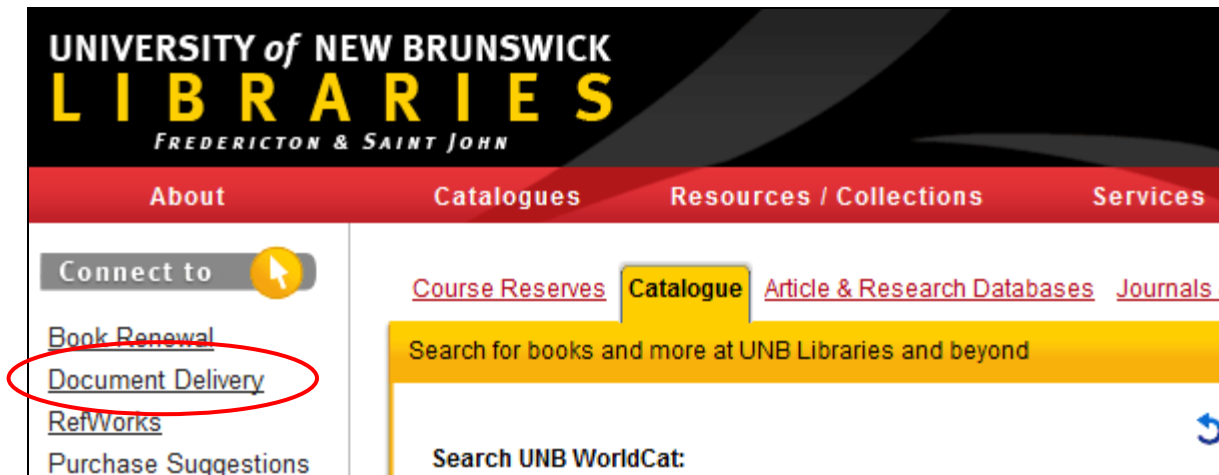 UNIVERSITY of NEW BRUNSWICK
LIBRARIES
FREDERICTON & SAINT JOHN
About Catalogues Resources / Collections Services
Connect to
Course Reserves Catalogue Article & Research Databases Journals
Book Renewal
Search for books and more at UNB Libraries and beyond
Document Delivery
RefWorks
Purchase Suggestions
Search UNB WorldCat: